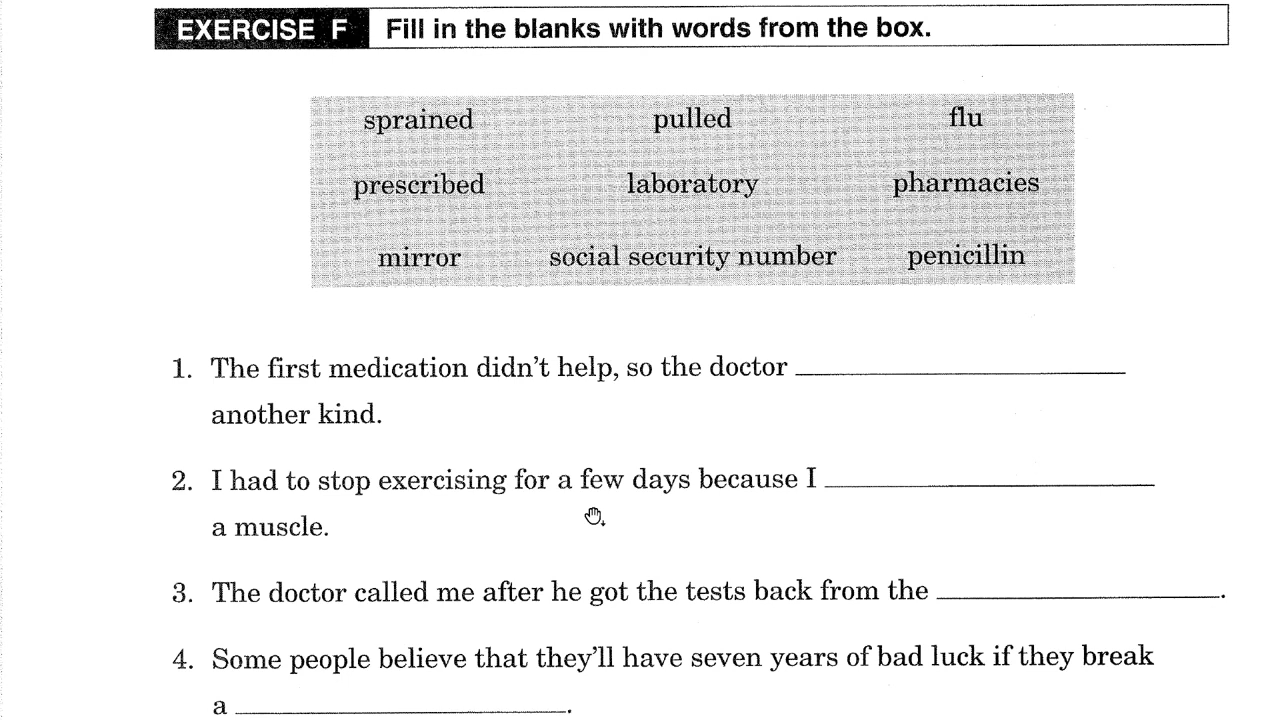 EXERCISE F Fill in the blanks with words from the box.
sprained pulled flu
prescribed laboratory pharmacies
mirror social security number penicillin
1. The first medication didn't help, so the doctor ____________
another kind.
2. I had to stop exercising for a few days because I ____________
a muscle.
3. The doctor called me after he got the tests back from the ____________.
4. Some people believe that they'll have seven years of bad luck if they break
a ____________.